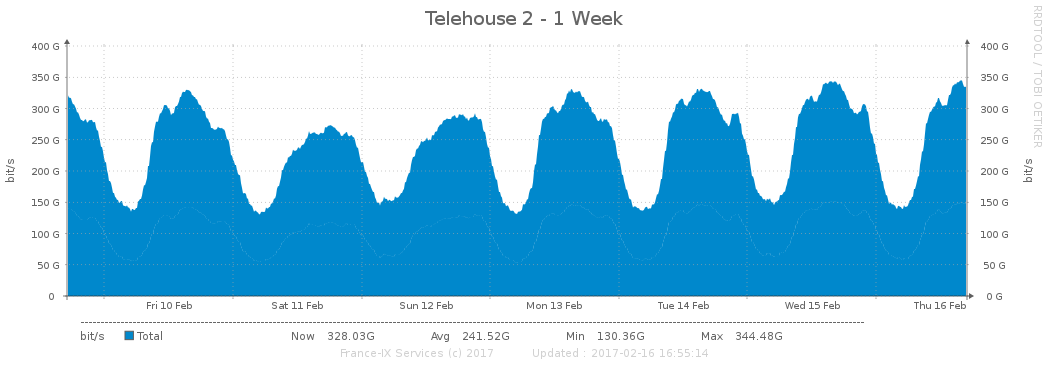 Telehouse 2 - 1 Week
RRDTOOL / TOBI OETIKER
400 G 400 G
350 G 350 G
300 G 300 G
250 G 250 G
200 G 200 G
150 G 150 G
100 G 100 G
50 G 50 G
0 0 G
bit/s bit/s
Fri 10 Feb Sat 11 Feb Sun 12 Feb Mon 13 Feb Tue 14 Feb Wed 15 Feb Thu 16 Feb
bit/s Total Now 328.03G Avg 241.52G Min 130.36G Max 344.48G
France-IX Services (c) 2017 Updated : 2017-02-16 16:55:14